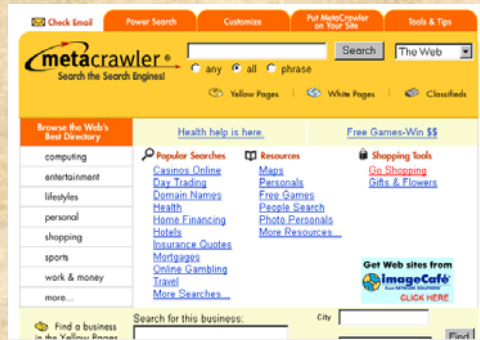 Check Email
Power Search
Customize
Put MetaCrawler
on Your Site
Tools & Tips
metacrawler ®
Search the Search Engines!
Search
The Web
any all phrase
Yellow Pages | White Pages | Classifieds
Browse the Web's
Best Directory
Health help is here.
Free Games-Win $$
computing
entertainment
lifestyles
personal
shopping
sports
work & money
more...
Popular Searches
Casinos Online
Day Trading
Domain Names
Health
Home Financing
Hotels
Insurance Quotes
Mortgages
Online Gambling
Travel
More Searches...
Resources
Maps
Personals
Free Games
People Search
Photo Personals
More Resources...
Shopping Tools
Go Shopping
Gifts & Flowers
Get Web sites from
imageCafé
from NETWORK SOLUTIONS
CLICK HERE
Find a business
in the Yellow Pages
Search for this business:
City
Find